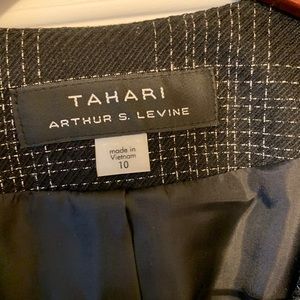 TAHARI
ARTHUR S. LEVINE
made in
Vietnam
10